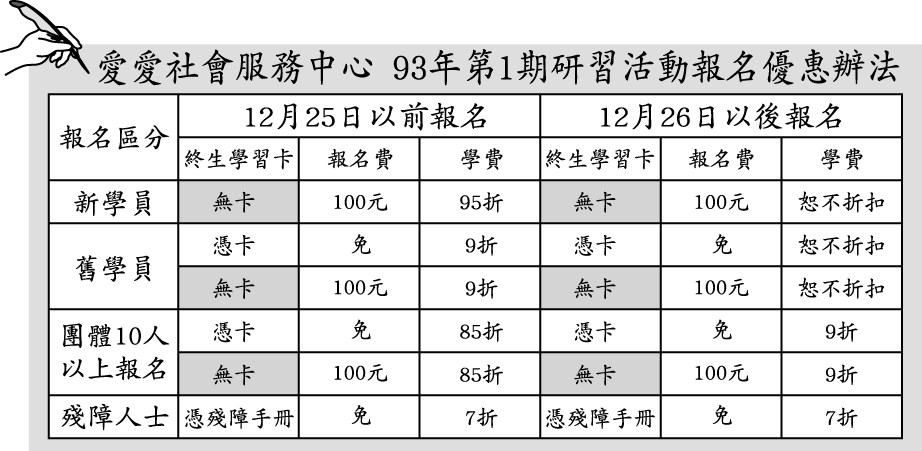 愛愛社會服務中心 93年第1期研習活動報名優惠辦法
報名區分 12月25日以前報名 12月26日以後報名
終生學習卡 報名費 學費 終生學習卡 報名費 學費
新學員 無卡 100元 95折 無卡 100元 恕不折扣
舊學員 憑卡 免 9折 憑卡 免 恕不折扣
無卡 100元 9折 無卡 100元 恕不折扣
團體10人
以上報名 憑卡 免 85折 憑卡 免 9折
無卡 100元 85折 無卡 100元 9折
殘障人士 憑殘障手冊 免 7折 憑殘障手冊 免 7折